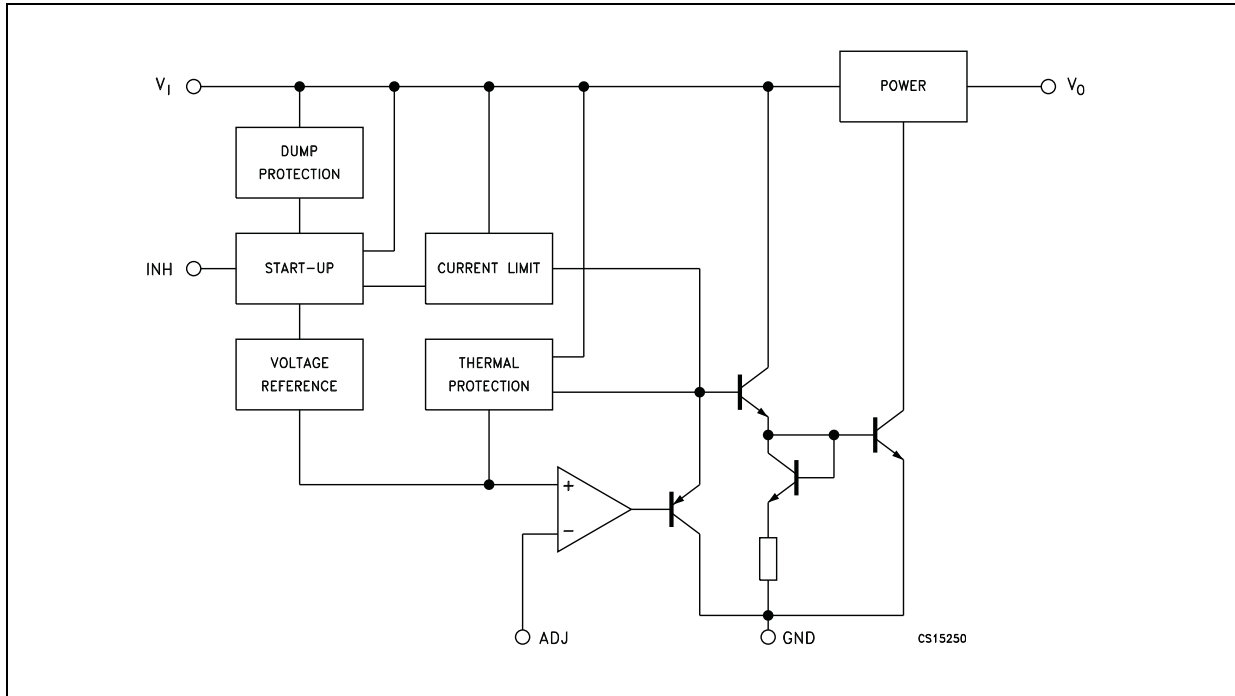 V_I
POWER
V_O
DUMP
PROTECTION
INH
START-UP
CURRENT LIMIT
VOLTAGE
REFERENCE
THERMAL
PROTECTION
+
−
ADJ
GND
CS15250